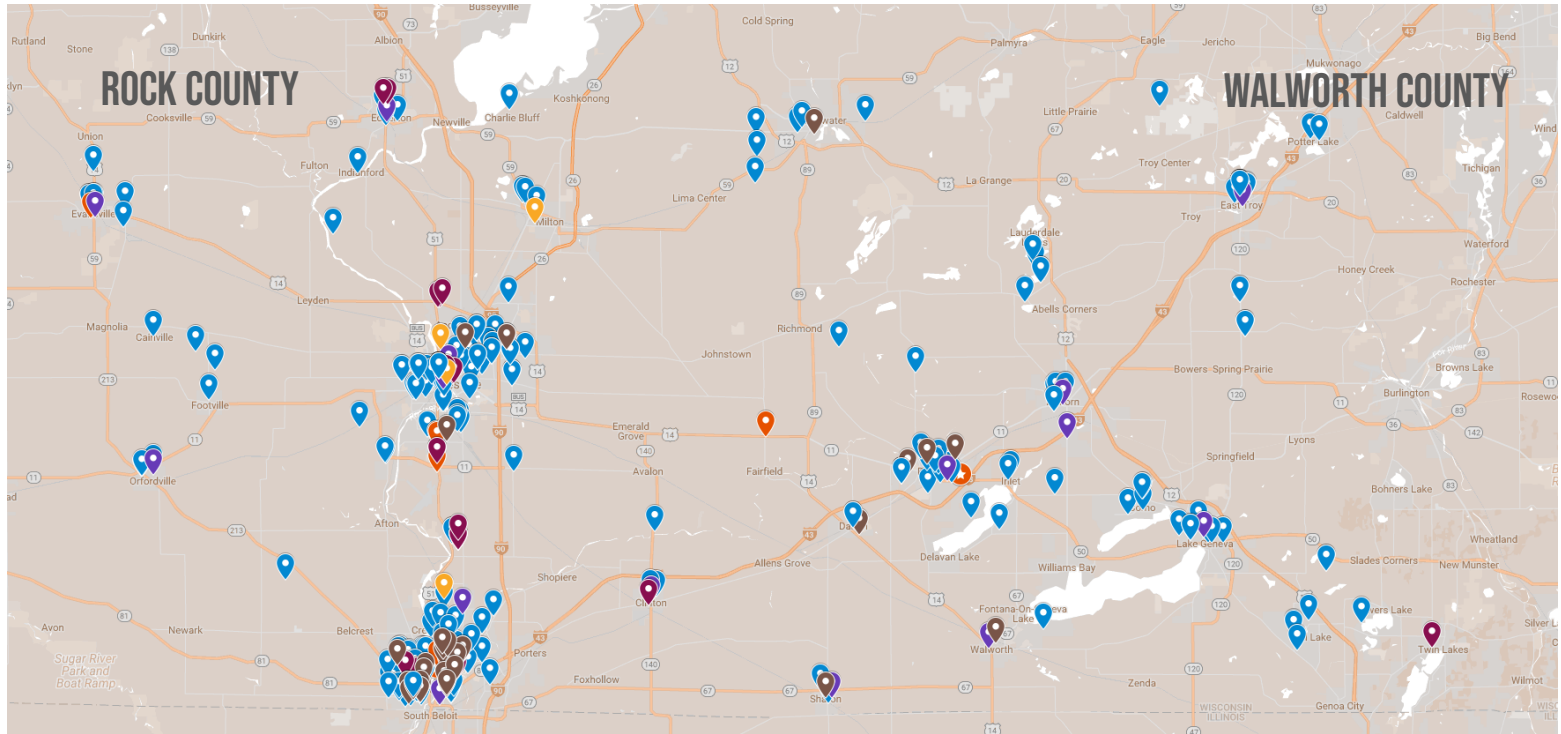 Busseyville
Rutland
Dunkirk
Albion
Cold Spring
Eagle
Jericho
Big Bend
Stone
Palmyra
Mukwonago
ROCK COUNTY
WALWORTH COUNTY
Koshkonong
Cooksville
Newville
Charlie Bluff
Little Prairie
Caldwell
Union
Potter Lake
Fulton
Indianford
Troy Center
Tichigan
Lima Center
La Grange
East Troy
Milton
Troy
Lauderdale
Waterford
Honey Creek
Rochester
Leyden
Abells Corners
Magnolia
Cainville
Richmond
Johnstown
Bowers
Spring Prairie
Browns Lake
Footville
Burlington
Emerald
Grove
Lyons
Avalon
Fairfield
Inlet
Springfield
Orfordville
Bohners Lake
Afton
Lake Geneva
Wheatland
Allens Grove
Delavan Lake
Slades Corners
Shopiere
Williams Bay
New Munster
Clinton
Fontana-On-Geneva
Lake
Avon
Newark
Belcrest
Porters
Walworth
Twin Lakes
Sugar River
Park and
Boat Ramp
Foxhollow
Zenda
Wilmot
Sharon
South Beloit
WISCONSIN
ILLINOIS
Genoa City